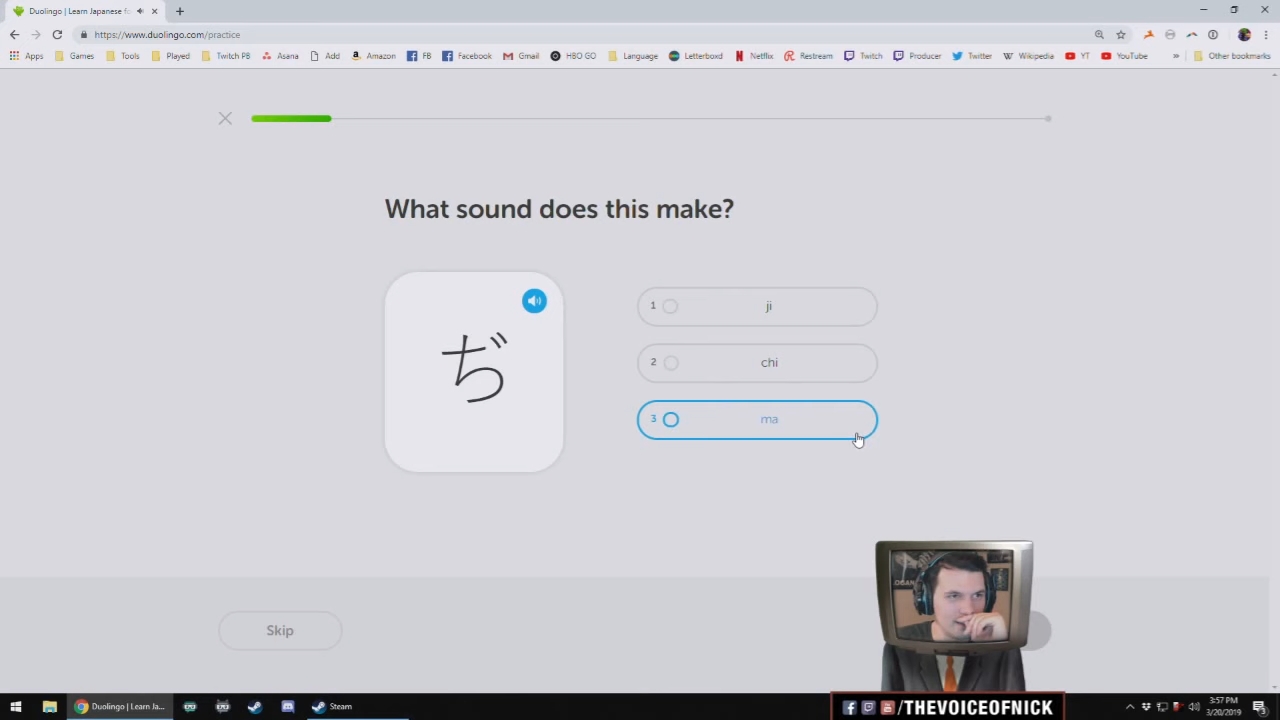 Duolingo | Learn Japanese fo
https://www.duolingo.com/practice
Apps Games Tools Played Twitch PB Asana Add Amazon FB Facebook Gmail HBO GO Language Letterboxd Netflix Restream Twitch Producer Twitter Wikipedia YT YouTube » Other bookmarks
What sound does this make?
ぢ
1 ji
2 chi
3 ma
Skip
Duolingo | Learn Ja...
Steam
/THEVOICEOFNICK
3:57 PM
3/20/2019